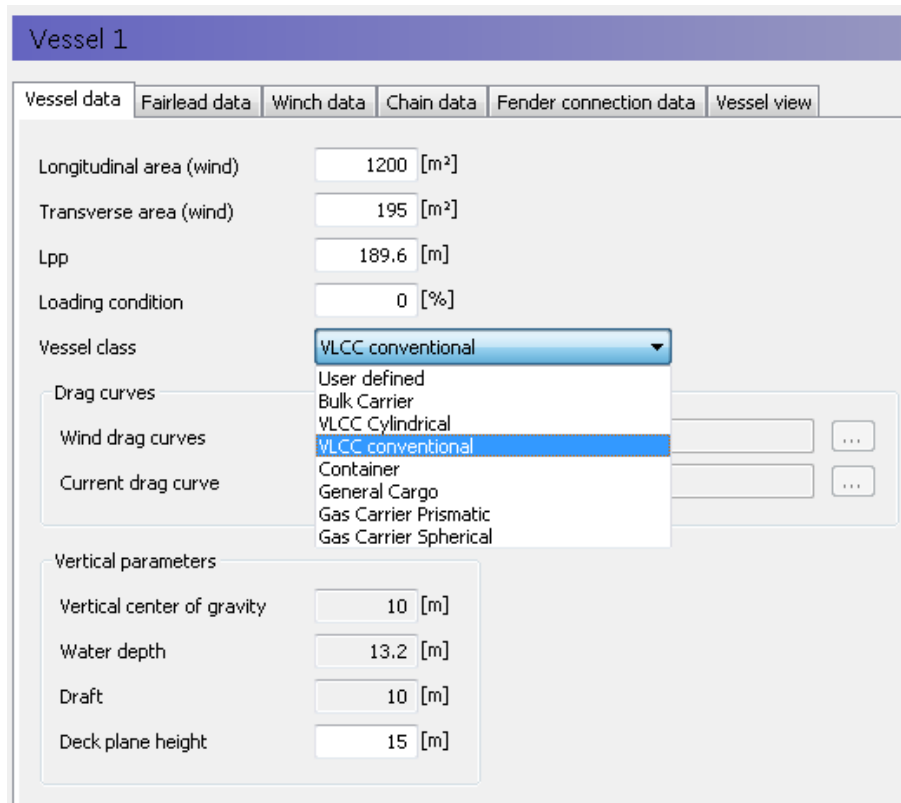 Vessel 1
Vessel data Fairlead data Winch data Chain data Fender connection data Vessel view
Longitudinal area (wind) 1200 [m²]
Transverse area (wind) 195 [m²]
Lpp 189.6 [m]
Loading condition 0 [%]
Vessel class VLCC conventional
User defined
Drag curves
Bulk Carrier
VLCC Cylindrical
Wind drag curves ...
VLCC conventional
Container
Current drag curve ...
General Cargo
Gas Carrier Prismatic
Gas Carrier Spherical
Vertical parameters
Vertical center of gravity 10 [m]
Water depth 13.2 [m]
Draft 10 [m]
Deck plane height 15 [m]